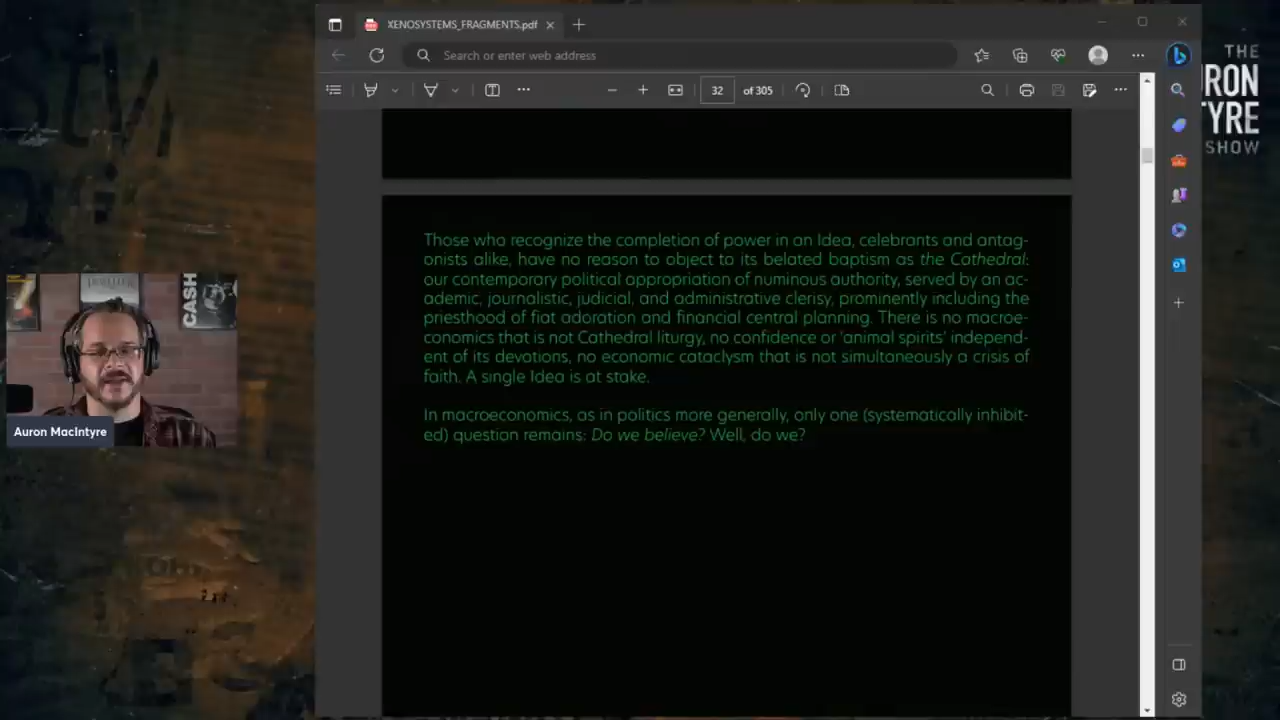 XENOSYSTEMS_FRAGMENTS.pdf
Search or enter web address
32 of 305
THE
RON
TYRE
SHOW
Those who recognize the completion of power in an Idea, celebrants and antag-
onists alike, have no reason to object to its belated baptism as the Cathedral:
our contemporary political appropriation of numinous authority, served by an ac-
ademic, journalistic, judicial, and administrative clerisy, prominently including the
priesthood of fiat adoration and financial central planning. There is no macroe-
conomics that is not Cathedral liturgy, no confidence or 'animal spirits' independ-
ent of its devotions, no economic cataclysm that is not simultaneously a crisis of
faith. A single Idea is at stake.
In macroeconomics, as in politics more generally, only one (systematically inhibit-
ed) question remains: Do we believe? Well, do we?
CASH
Auron MacIntyre